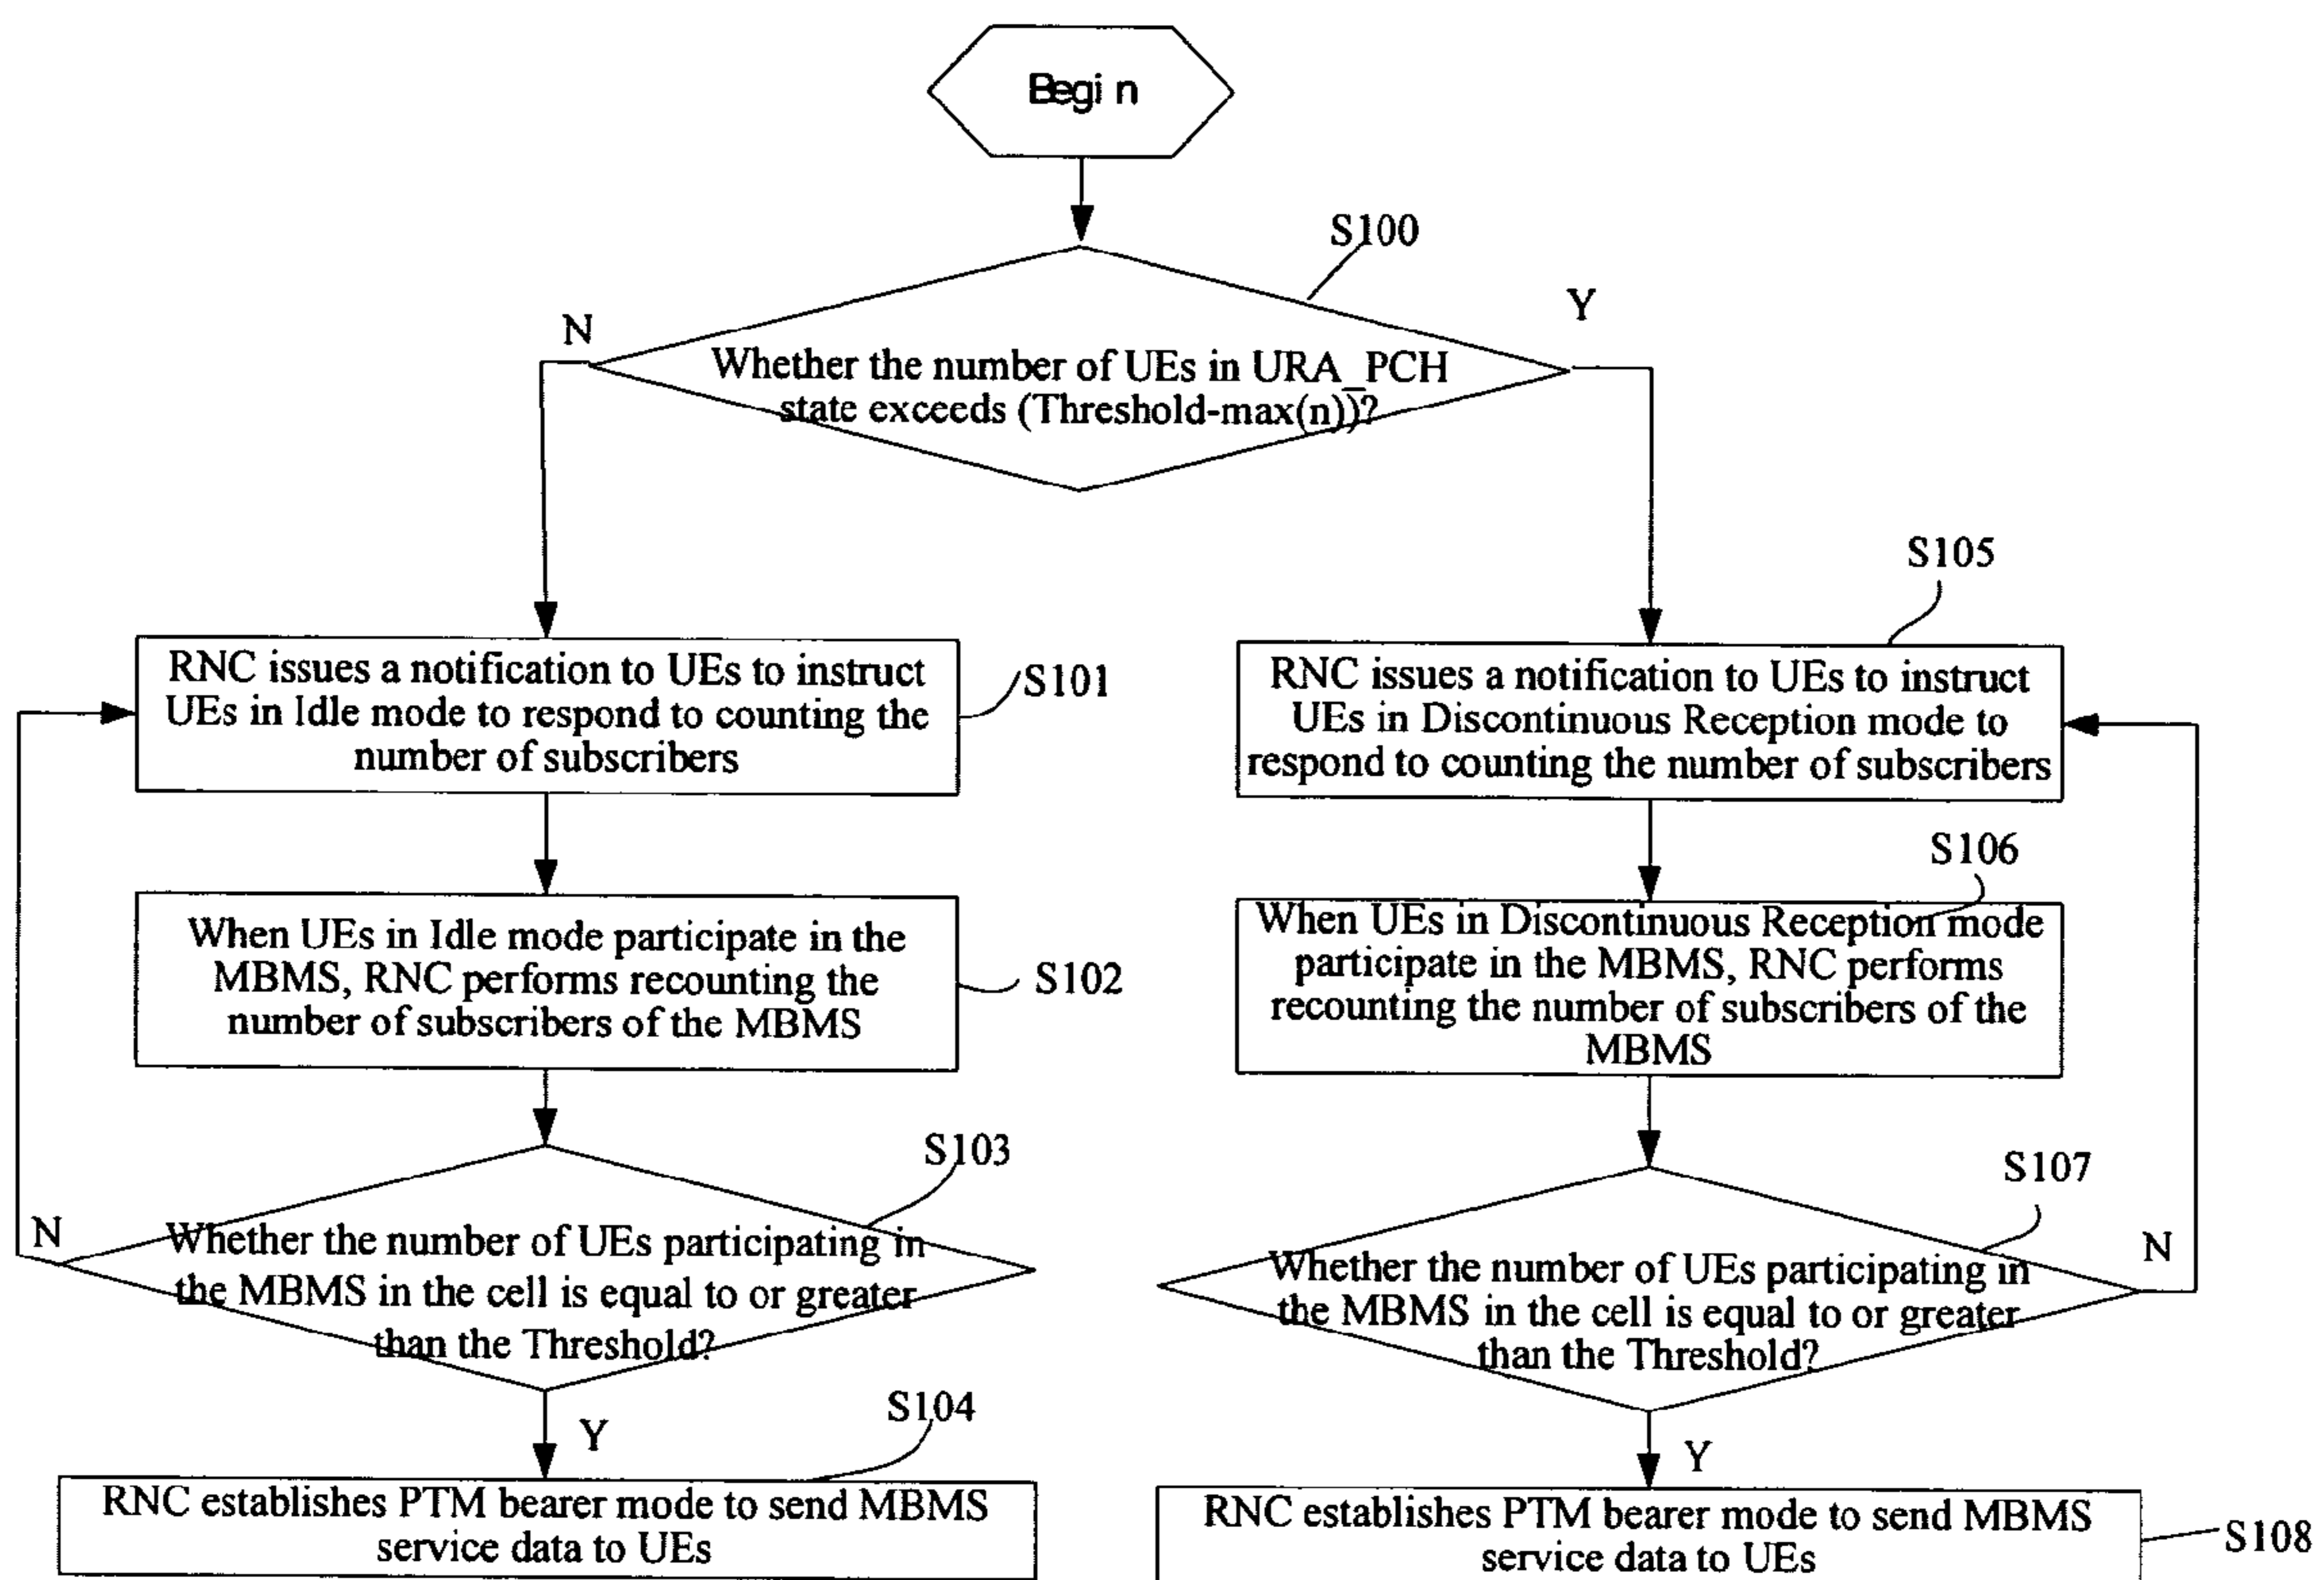 Begin
S100
N
Y
Whether the number of UEs in URA_PCH
state exceeds (Threshold-max(n))?
S105
RNC issues a notification to UEs to instruct
UEs in Idle mode to respond to counting the
number of subscribers
S101
RNC issues a notification to UEs to instruct
UEs in Discontinuous Reception mode to
respond to counting the number of subscribers
S106
When UEs in Idle mode participate in the
MBMS, RNC performs recounting the
number of subscribers of the MBMS
S102
When UEs in Discontinuous Reception mode
participate in the MBMS, RNC performs
recounting the number of subscribers of the
MBMS
S103
S107
N
Whether the number of UEs participating in
the MBMS in the cell is equal to or greater
than the Threshold?
Whether the number of UEs participating in
the MBMS in the cell is equal to or greater
than the Threshold?
N
S104
Y
Y
RNC establishes PTM bearer mode to send MBMS
service data to UEs
RNC establishes PTM bearer mode to send MBMS
service data to UEs
S108